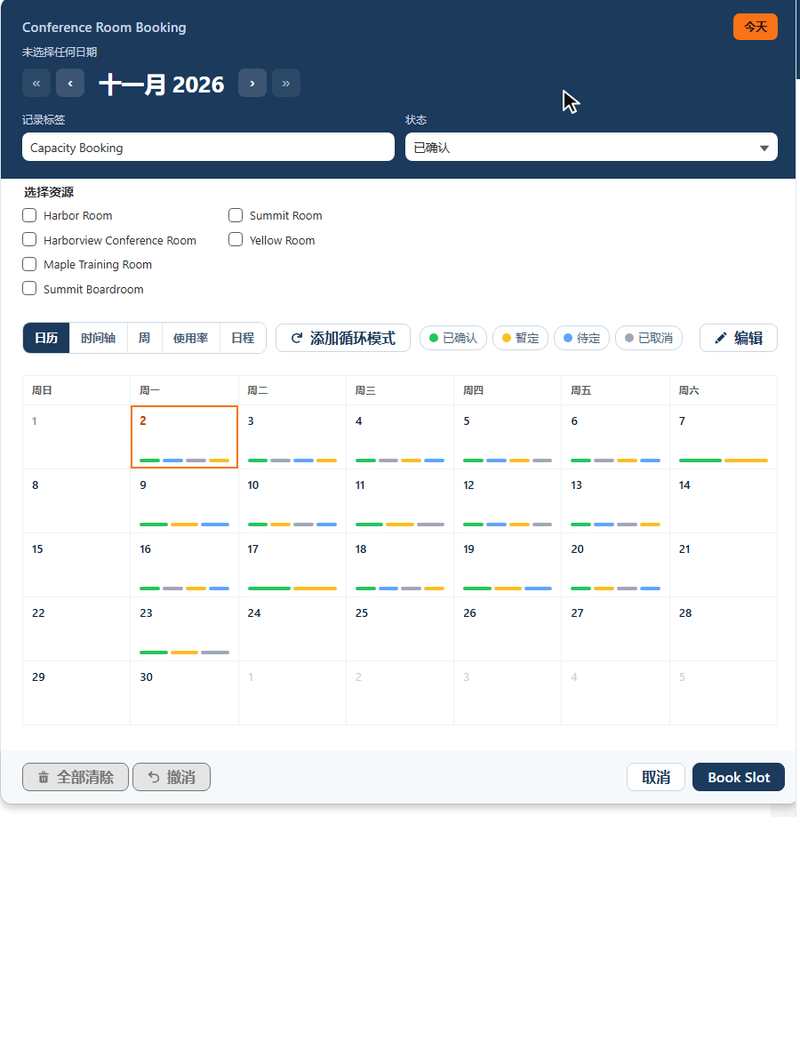 Conference Room Booking
今天
未选择任何日期
« ‹ 十一月 2026 › »
记录标签 状态
Capacity Booking 已确认
选择资源
Harbor Room Summit Room
Harborview Conference Room Yellow Room
Maple Training Room
Summit Boardroom
日历 时间轴 周 使用率 日程 添加循环模式 已确认 暂定 待定 已取消 编辑
周日 周一 周二 周三 周四 周五 周六
1 2 3 4 5 6 7
8 9 10 11 12 13 14
15 16 17 18 19 20 21
22 23 24 25 26 27 28
29 30 1 2 3 4 5
全部清除 撤消 取消 Book Slot